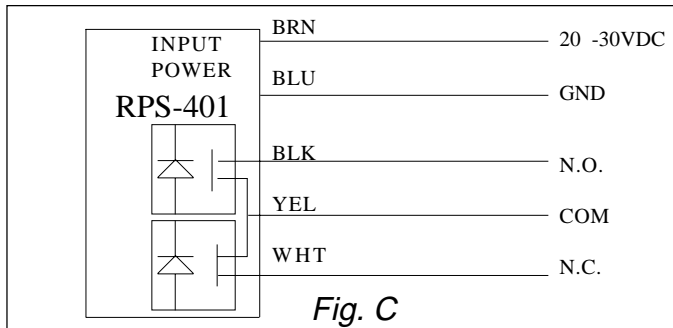 INPUT
POWER
RPS-401
BRN
20 -30VDC
BLU
GND
BLK
N.O.
YEL
COM
WHT
N.C.
Fig. C